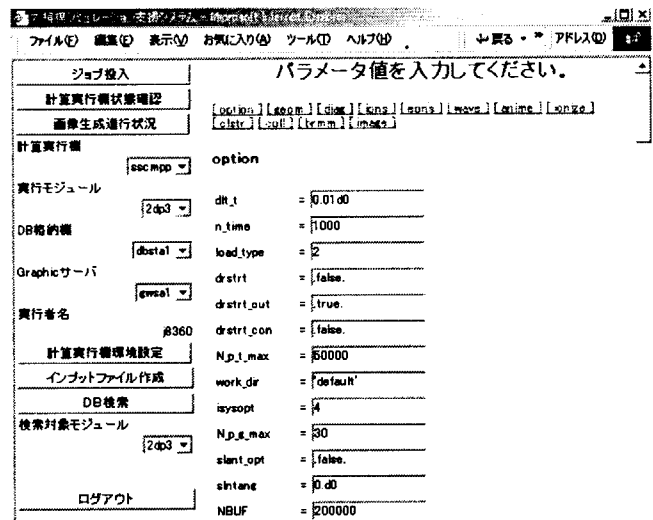 ファイル(F) 編集(E) 表示(V) お気に入り(A) ツール(T) ヘルプ(H) 戻る アドレス(D)
ジョブ投入
計算実行機状態確認
画像生成進行状況
計算実行機
sscmpp
実行モジュール
2dp3
DB格納機
dbsta1
Graphicサーバ
gwsa1
実行者名
j8360
計算実行機環境設定
インプットファイル作成
DB検索
検索対象モジュール
2dp3
ログアウト
パラメータ値を入力してください。
[option] [geom] [diag] [ions] [eons] [wave] [anime] [ionize]
[clstr] [coll] [brmm] [image]
option
dlt_t = 0.01d0
n_time = 1000
load_type = 2
drstrt = .false.
drstrt_out = .true.
drstrt_con = .false.
N_p_t_max = 50000
work_dir = 'default'
isysopt = 4
N_p_g_max = 30
slant_opt = .false.
slntang = 0.d0
NBUF = 200000